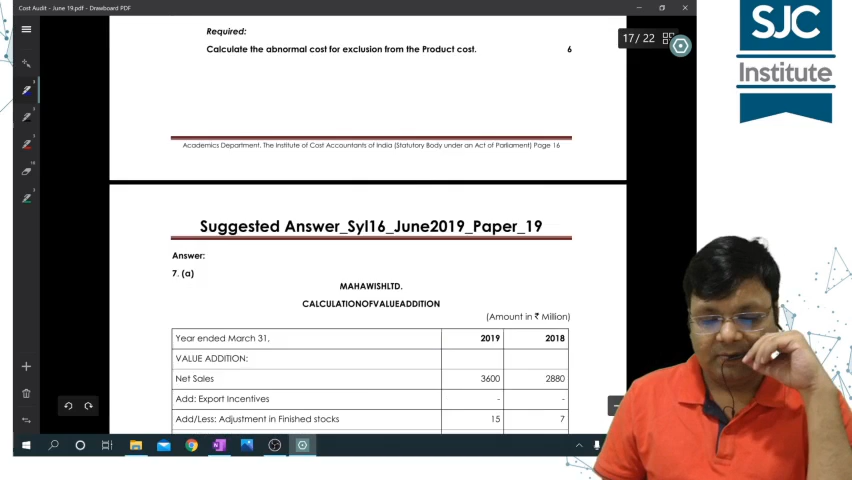 Cost Audit - June 19.pdf - Drawboard PDF
Required:
Calculate the abnormal cost for exclusion from the Product cost. 6
17 / 22
SJC
Institute
Academics Department, The Institute of Cost Accountants of India (Statutory Body under an Act of Parliament) Page 16
Suggested Answer_Syl16_June2019_Paper_19
Answer:
7. (a)
MAHAWISHLTD.
CALCULATIONOFVALUEADDITION
(Amount in ₹ Million)
Year ended March 31, 2019 2018
VALUE ADDITION:
Net Sales 3600 2880
Add: Export Incentives - -
Add/Less: Adjustment in Finished stocks 15 7